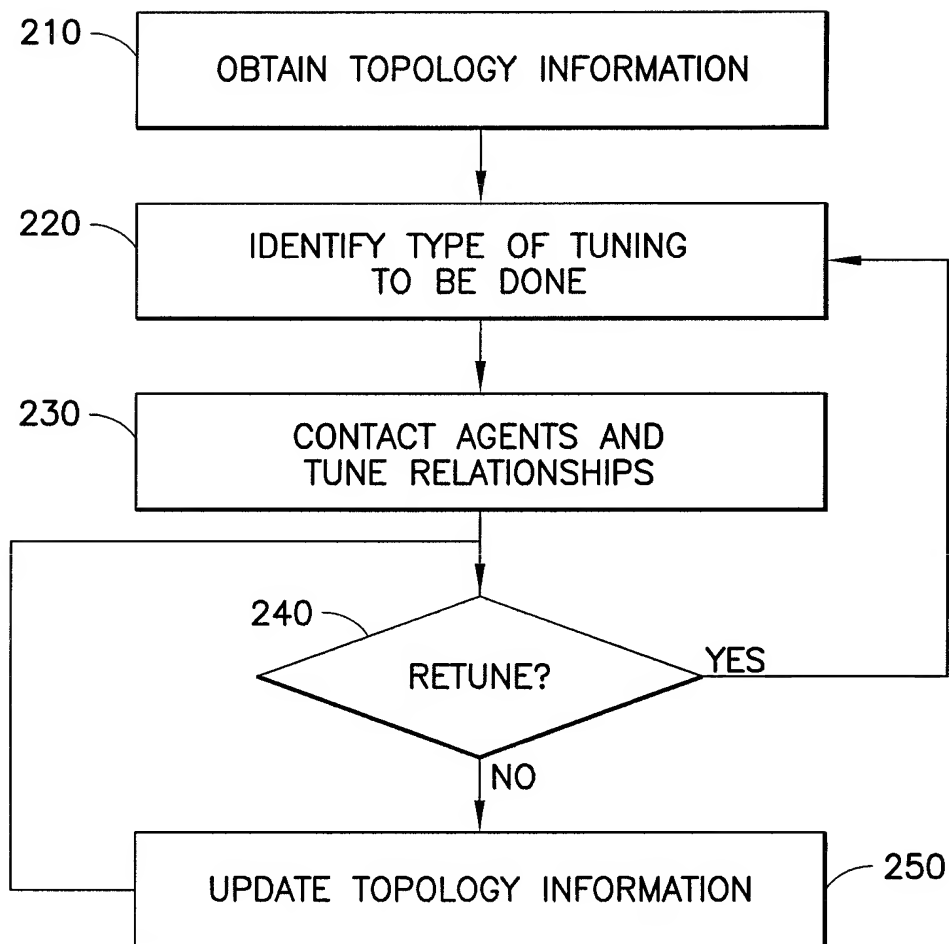 210
OBTAIN TOPOLOGY INFORMATION
220
IDENTIFY TYPE OF TUNING
TO BE DONE
230
CONTACT AGENTS AND
TUNE RELATIONSHIPS
240
RETUNE?
YES
NO
UPDATE TOPOLOGY INFORMATION
250